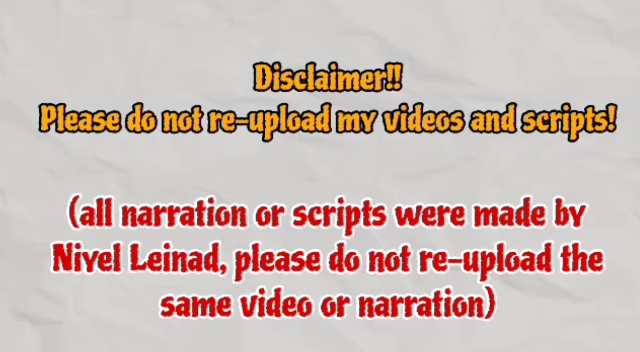 Disclaimer!!
Please do not re-upload my videos and scripts!
(all narration or scripts were made by
Nivel Leinad, please do not re-upload the
same video or narration)